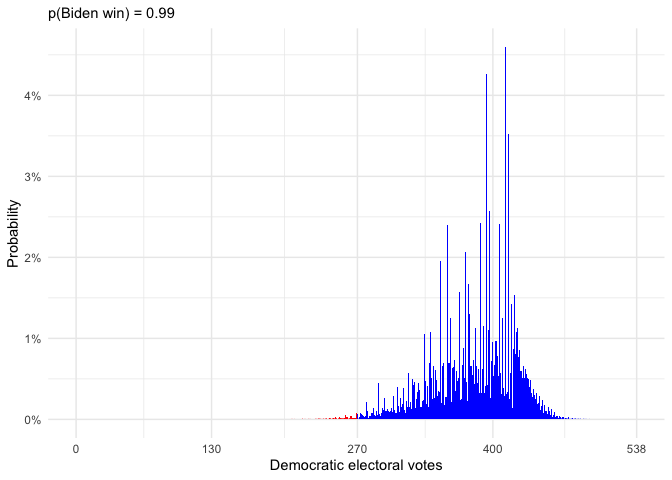 p(Biden win) = 0.99
Probability
4%
3%
2%
1%
0%
0 130 270 400 538
Democratic electoral votes